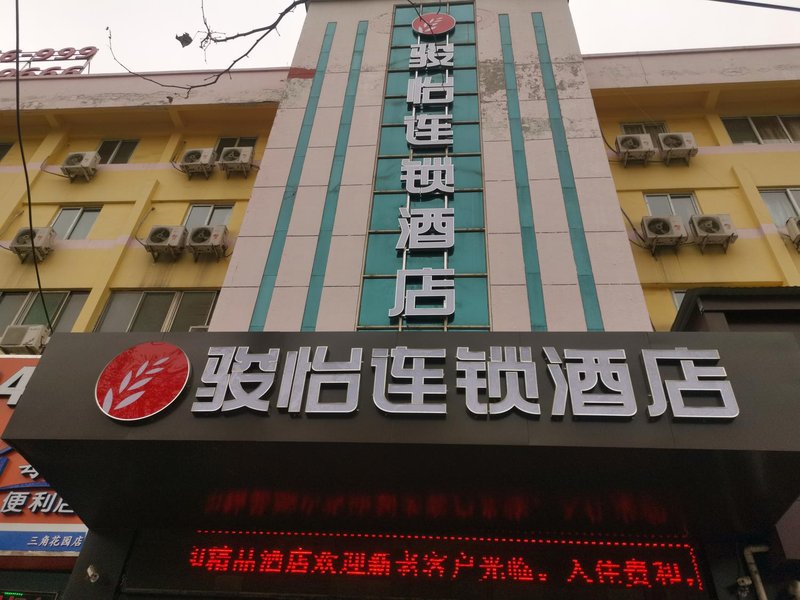 骏怡连锁酒店
骏怡连锁酒店
精品酒店欢迎新老客户光临。入住贵和,
便利店
三角花园店